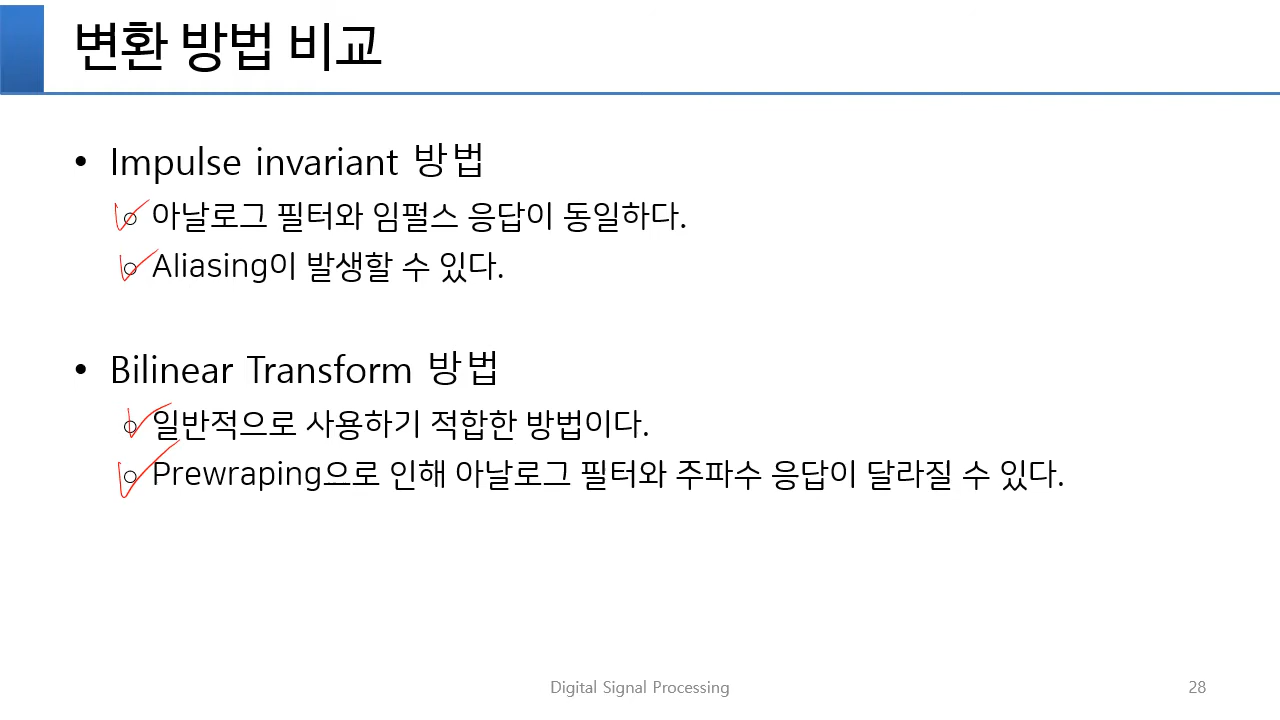 변환 방법 비교
• Impulse invariant 방법
○ 아날로그 필터와 임펄스 응답이 동일하다.
○ Aliasing이 발생할 수 있다.
• Bilinear Transform 방법
○ 일반적으로 사용하기 적합한 방법이다.
○ Prewraping으로 인해 아날로그 필터와 주파수 응답이 달라질 수 있다.
Digital Signal Processing
28